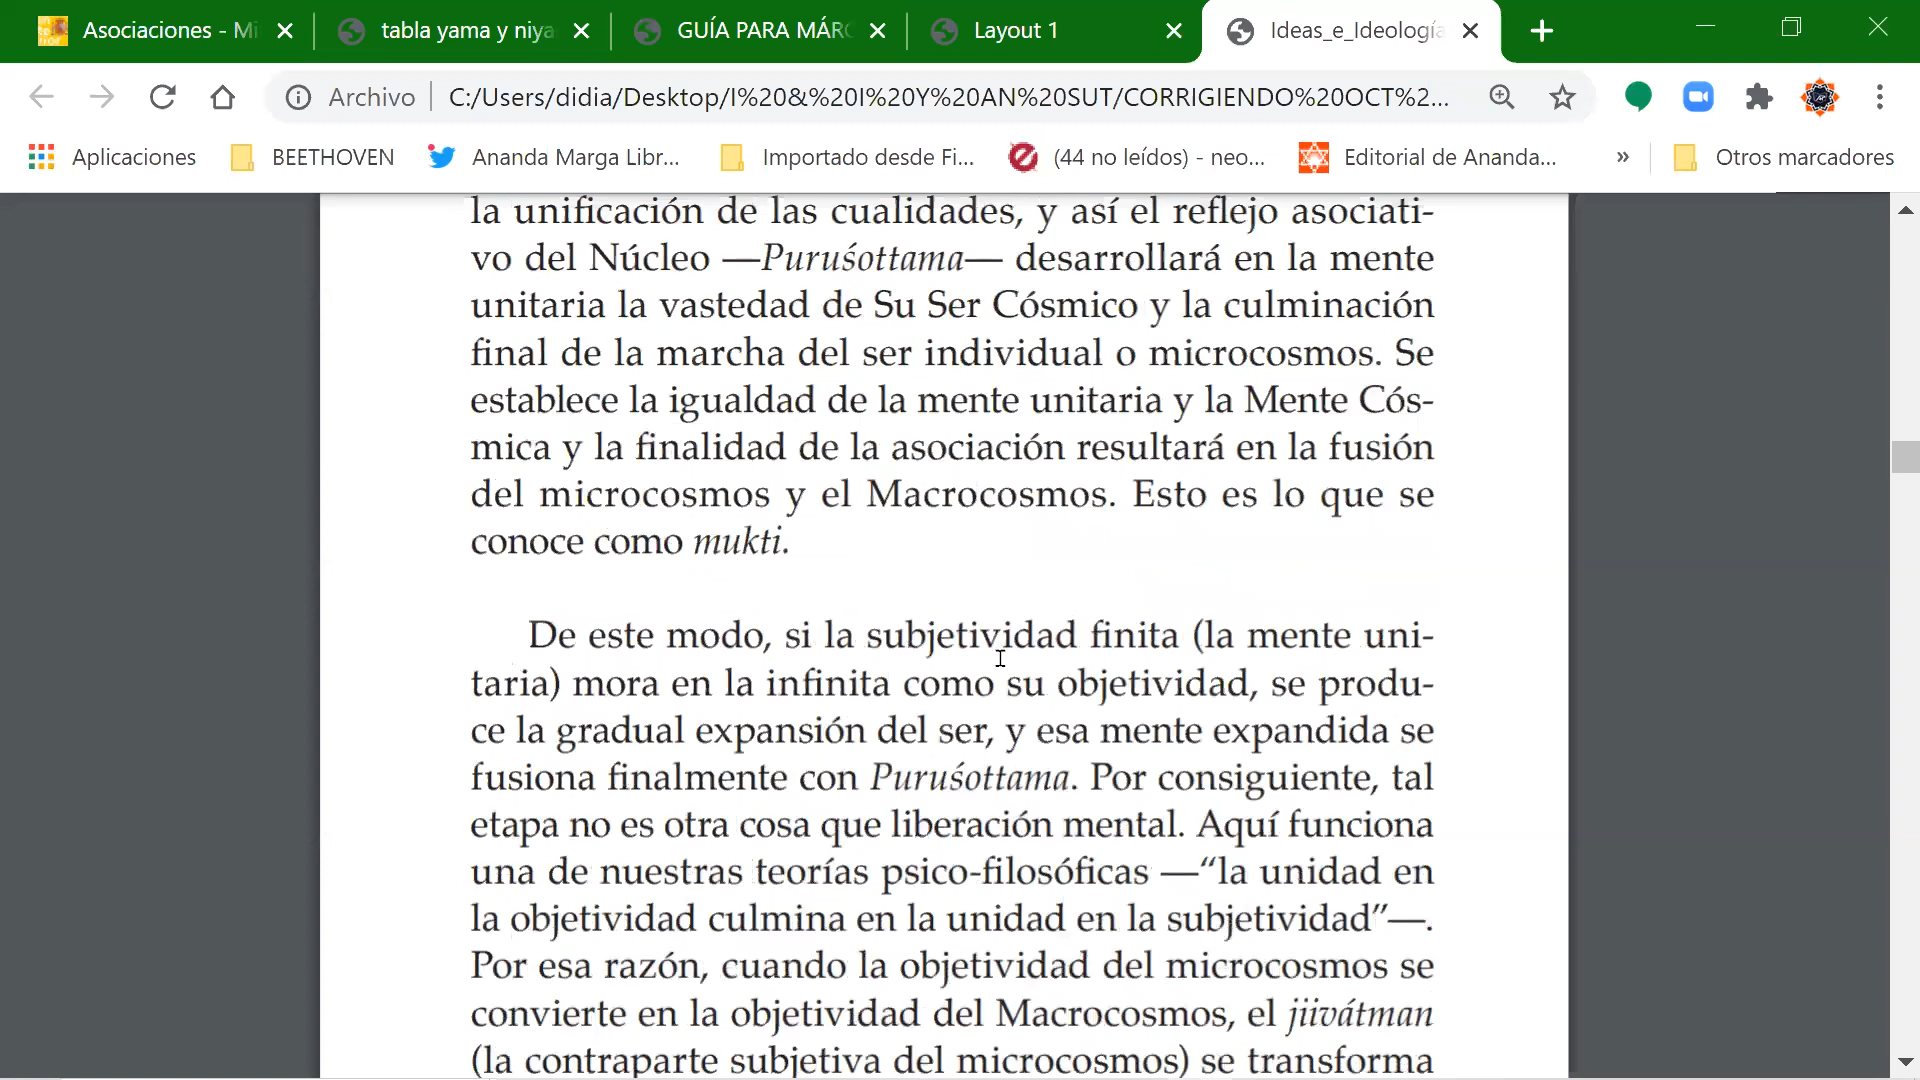 Asociaciones - Mi
tabla yama y niya
GUÍA PARA MÁRC
Layout 1
Ideas_e_Ideología
Archivo
C:/Users/didia/Desktop/I%20&%20I%20Y%20AN%20SUT/CORRIGIENDO%20OCT%2...
Aplicaciones
BEETHOVEN
Ananda Marga Libr...
Importado desde Fi...
(44 no leídos) - neo...
Editorial de Ananda...
»
Otros marcadores
la unificación de las cualidades, y así el reflejo asociati-
vo del Núcleo —Puruśottama— desarrollará en la mente
unitaria la vastedad de Su Ser Cósmico y la culminación
final de la marcha del ser individual o microcosmos. Se
establece la igualdad de la mente unitaria y la Mente Cós-
mica y la finalidad de la asociación resultará en la fusión
del microcosmos y el Macrocosmos. Esto es lo que se
conoce como mukti.
De este modo, si la subjetividad finita (la mente uni-
taria) mora en la infinita como su objetividad, se produ-
ce la gradual expansión del ser, y esa mente expandida se
fusiona finalmente con Puruśottama. Por consiguiente, tal
etapa no es otra cosa que liberación mental. Aquí funciona
una de nuestras teorías psico-filosóficas —“la unidad en
la objetividad culmina en la unidad en la subjetividad”—.
Por esa razón, cuando la objetividad del microcosmos se
convierte en la objetividad del Macrocosmos, el jiivátman
(la contraparte subjetiva del microcosmos) se transforma